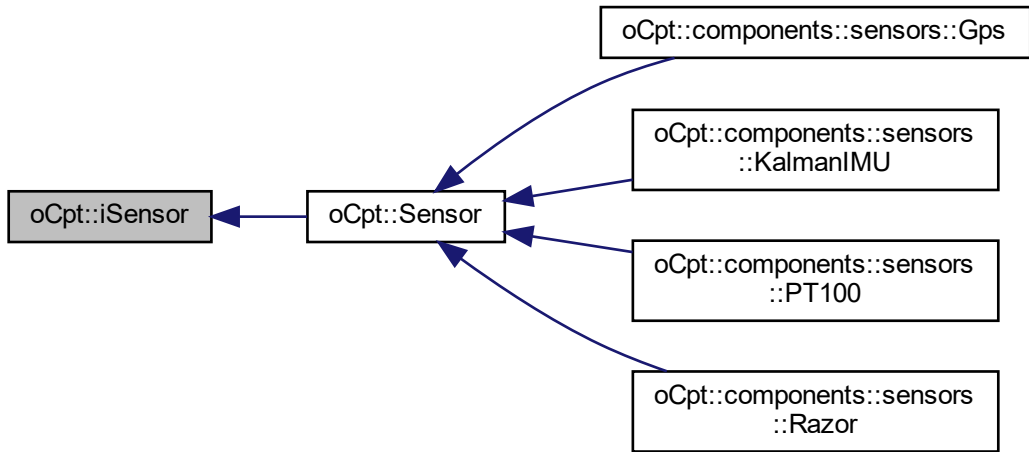 oCpt::iSensor
oCpt::Sensor
oCpt::components::sensors::Gps
oCpt::components::sensors
::KalmanIMU
oCpt::components::sensors
::PT100
oCpt::components::sensors
::Razor